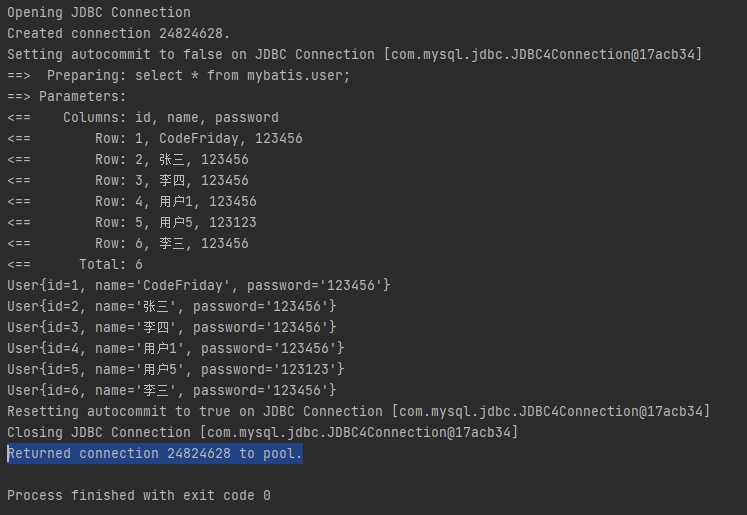 Opening JDBC Connection
Created connection 24824628.
Setting autocommit to false on JDBC Connection [com.mysql.jdbc.JDBC4Connection@17acb34]
==>  Preparing: select * from mybatis.user;
==> Parameters:
<==    Columns: id, name, password
<==        Row: 1, CodeFriday, 123456
<==        Row: 2, 张三, 123456
<==        Row: 3, 李四, 123456
<==        Row: 4, 用户1, 123456
<==        Row: 5, 用户5, 123123
<==        Row: 6, 李三, 123456
<==      Total: 6
User{id=1, name='CodeFriday', password='123456'}
User{id=2, name='张三', password='123456'}
User{id=3, name='李四', password='123456'}
User{id=4, name='用户1', password='123456'}
User{id=5, name='用户5', password='123123'}
User{id=6, name='李三', password='123456'}
Resetting autocommit to true on JDBC Connection [com.mysql.jdbc.JDBC4Connection@17acb34]
Closing JDBC Connection [com.mysql.jdbc.JDBC4Connection@17acb34]
Returned connection 24824628 to pool.
Process finished with exit code 0